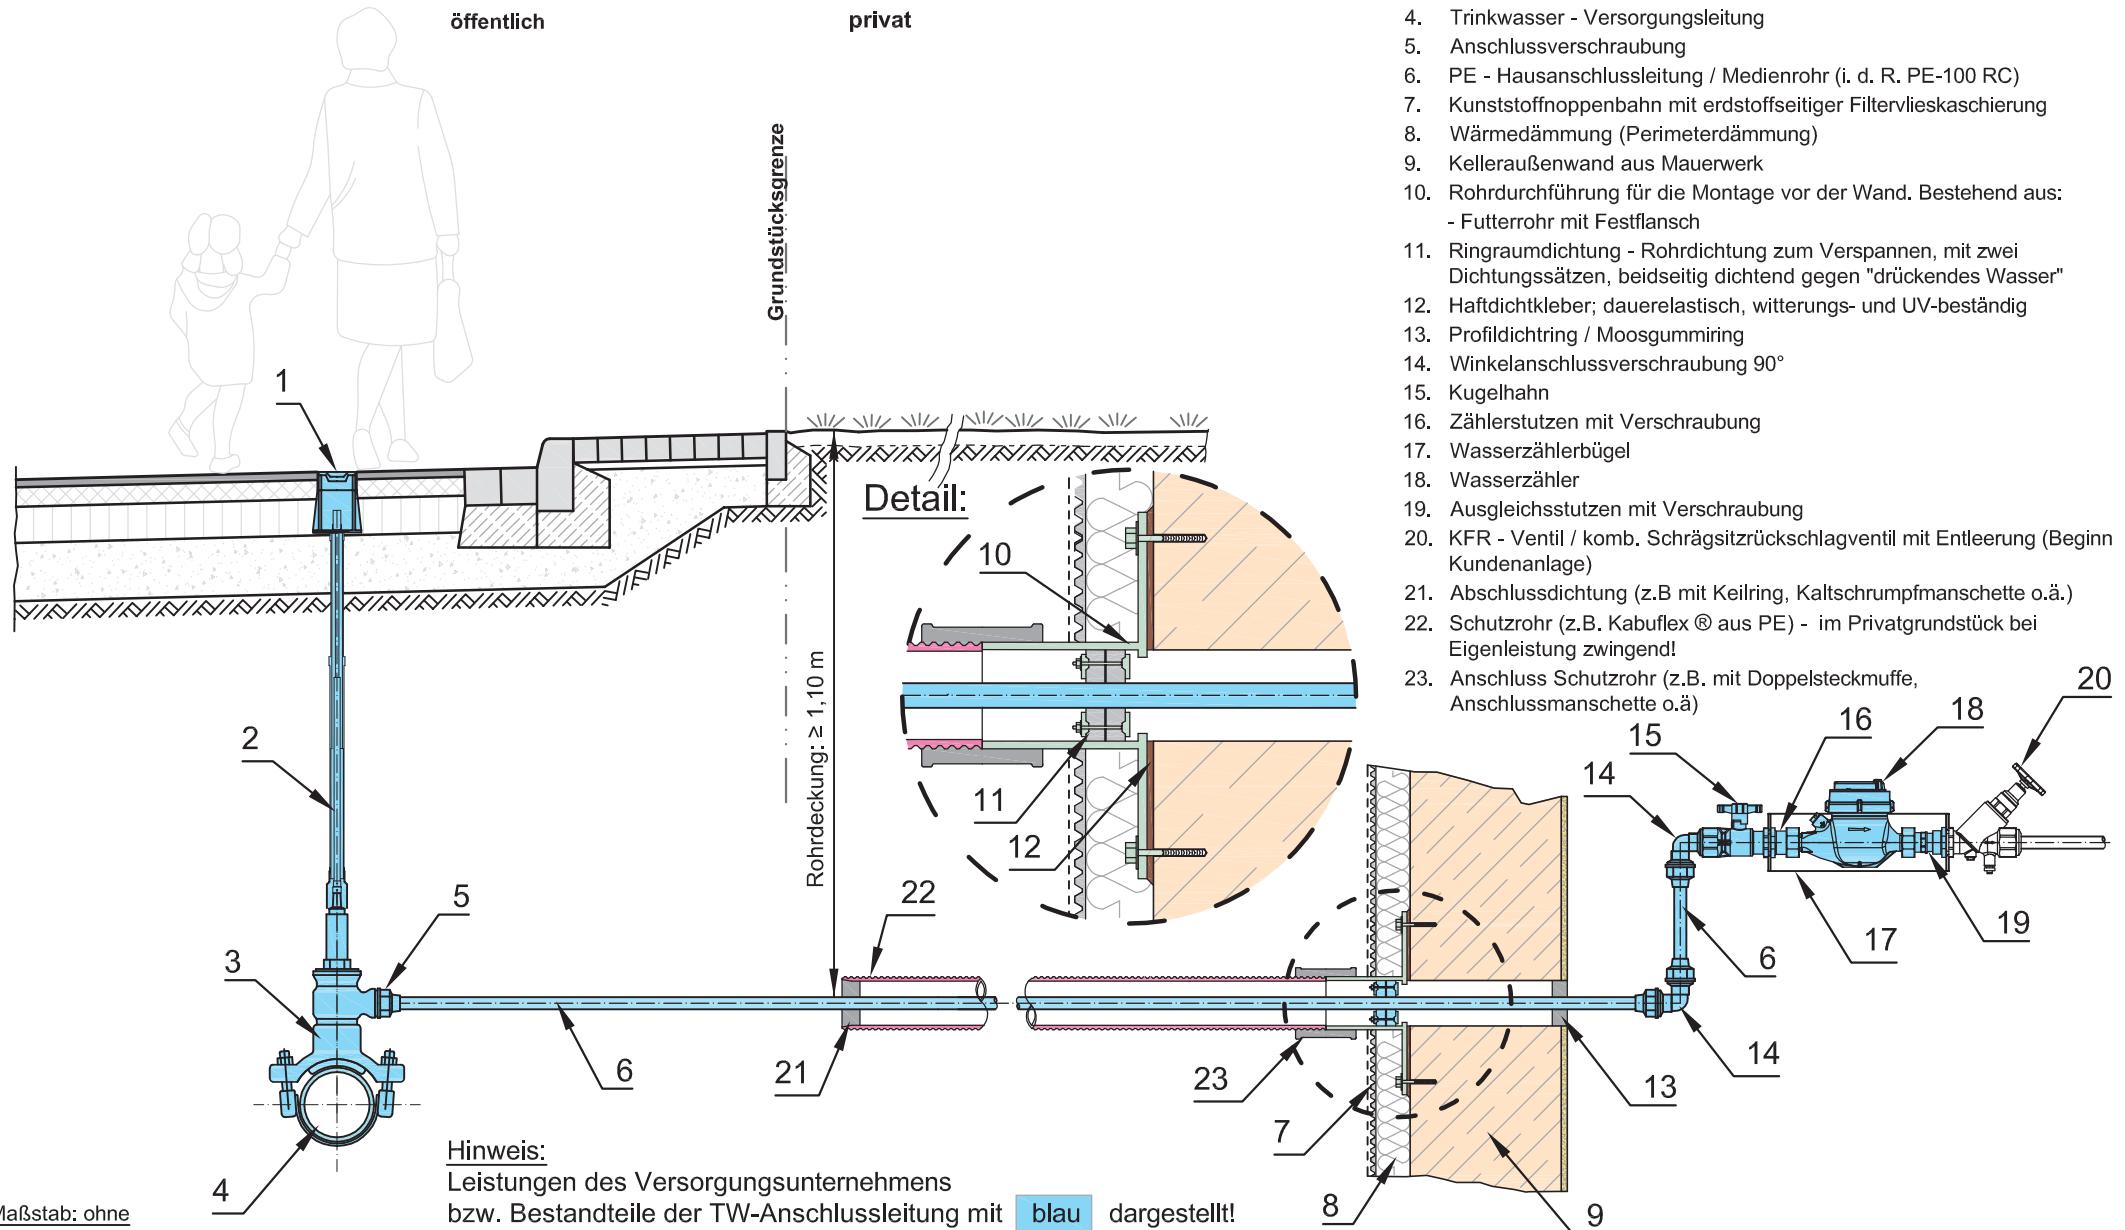 öffentlich
privat
Grundstücksgrenze
4. Trinkwasser - Versorgungsleitung
5. Anschlussverschraubung
6. PE - Hausanschlussleitung / Medienrohr (i. d. R. PE-100 RC)
7. Kunststoffnoppenbahn mit erdstoffseitiger Filtervlieskaschierung
8. Wärmedämmung (Perimeterdämmung)
9. Kelleraußenwand aus Mauerwerk
10. Rohrdurchführung für die Montage vor der Wand. Bestehend aus:
- Futterrohr mit Festflansch
11. Ringraumdichtung - Rohrdichtung zum Verspannen, mit zwei
Dichtungssätzen, beidseitig dichtend gegen "drückendes Wasser"
12. Haftdichtkleber; dauerelastisch, witterungs- und UV-beständig
13. Profildichtring / Moosgummiring
14. Winkelanschlussverschraubung 90°
15. Kugelhahn
16. Zählerstutzen mit Verschraubung
17. Wasserzählerbügel
18. Wasserzähler
19. Ausgleichsstutzen mit Verschraubung
20. KFR - Ventil / komb. Schrägsitzrückschlagventil mit Entleerung (Beginn
Kundenanlage)
21. Abschlussdichtung (z.B mit Keilring, Kaltschrumpfmanschette o.ä.)
22. Schutzrohr (z.B. Kabuflex ® aus PE) - im Privatgrundstück bei
Eigenleistung zwingend!
23. Anschluss Schutzrohr (z.B. mit Doppelsteckmuffe,
Anschlussmanschette o.ä)
1
Detail:
10
Rohrdeckung: ≥ 1,10 m
2
11
12
20
18
16
15
14
22
5
3
19
17
6
6
21
23
14
13
7
4
8
9
Hinweis:
Leistungen des Versorgungsunternehmens
bzw. Bestandteile der TW-Anschlussleitung mit blau dargestellt!
Maßstab: ohne